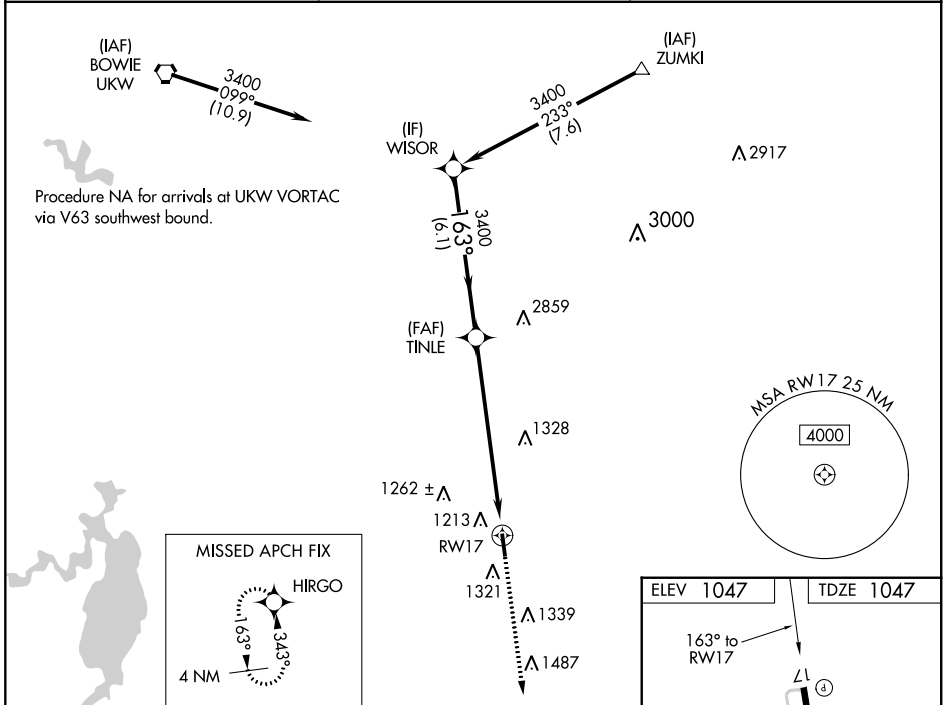 (IAF)
BOWIE
UKW
3400
099°
(10.9)
(IAF)
ZUMKI
3400
233°
(7.6)
(IF)
WISOR
2917
Procedure NA for arrivals at UKW VORTAC
via V63 southwest bound.
3400
163°
(6.1)
3000
2859
(FAF)
TINLE
MSA RW17 25 NM
4000
1328
1262 ±
1213
RW17
1321
1339
1487
MISSED APCH FIX
HIRGO
163°
343°
4 NM
ELEV 1047
TDZE 1047
163° to
RW17
17
P